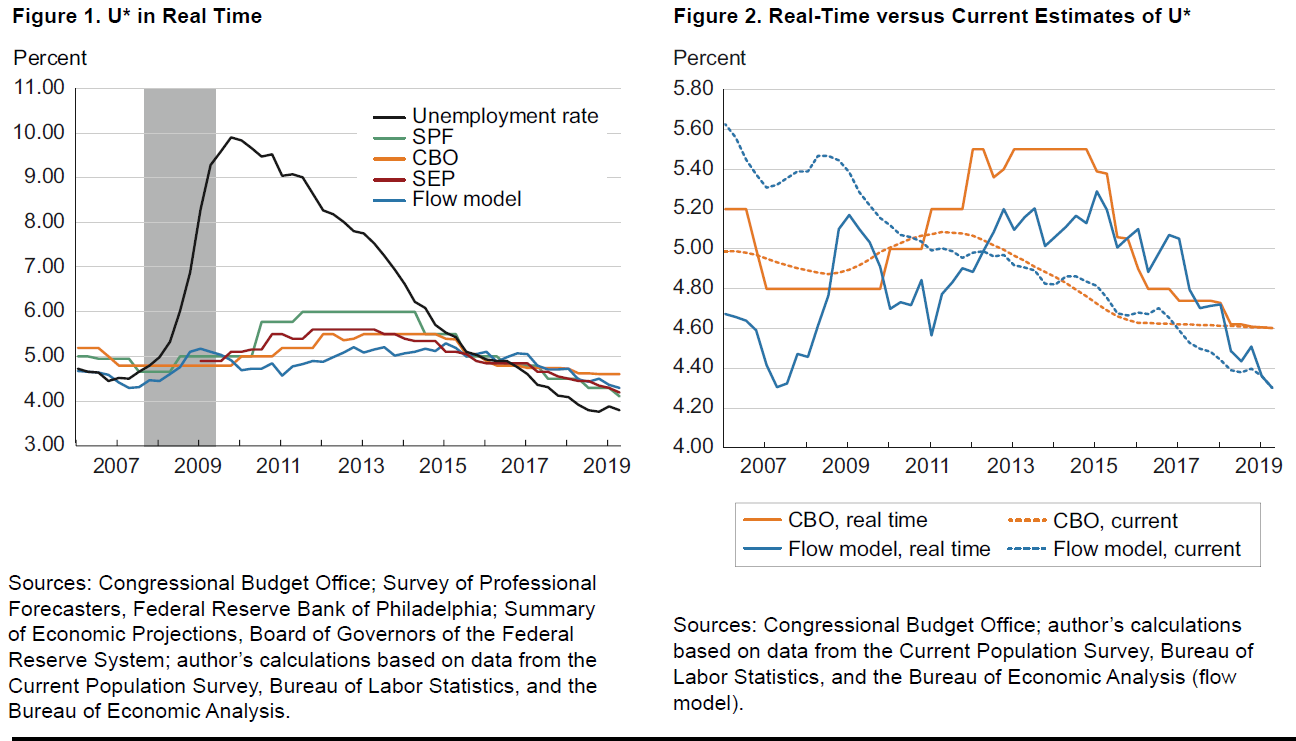 Figure 1. U* in Real Time
Percent
11.00
10.00
9.00
8.00
7.00
6.00
5.00
4.00
3.00
2007 2009 2011 2013 2015 2017 2019
Unemployment rate
SPF
CBO
SEP
Flow model
Sources: Congressional Budget Office; Survey of Professional
Forecasters, Federal Reserve Bank of Philadelphia; Summary
of Economic Projections, Board of Governors of the Federal
Reserve System; author’s calculations based on data from the
Current Population Survey, Bureau of Labor Statistics, and the
Bureau of Economic Analysis.
Figure 2. Real-Time versus Current Estimates of U*
Percent
5.80
5.60
5.40
5.20
5.00
4.80
4.60
4.40
4.20
4.00
2007 2009 2011 2013 2015 2017 2019
CBO, real time CBO, current
Flow model, real time Flow model, current
Sources: Congressional Budget Office; author’s calculations
based on data from the Current Population Survey, Bureau of
Labor Statistics, and the Bureau of Economic Analysis (flow
model).